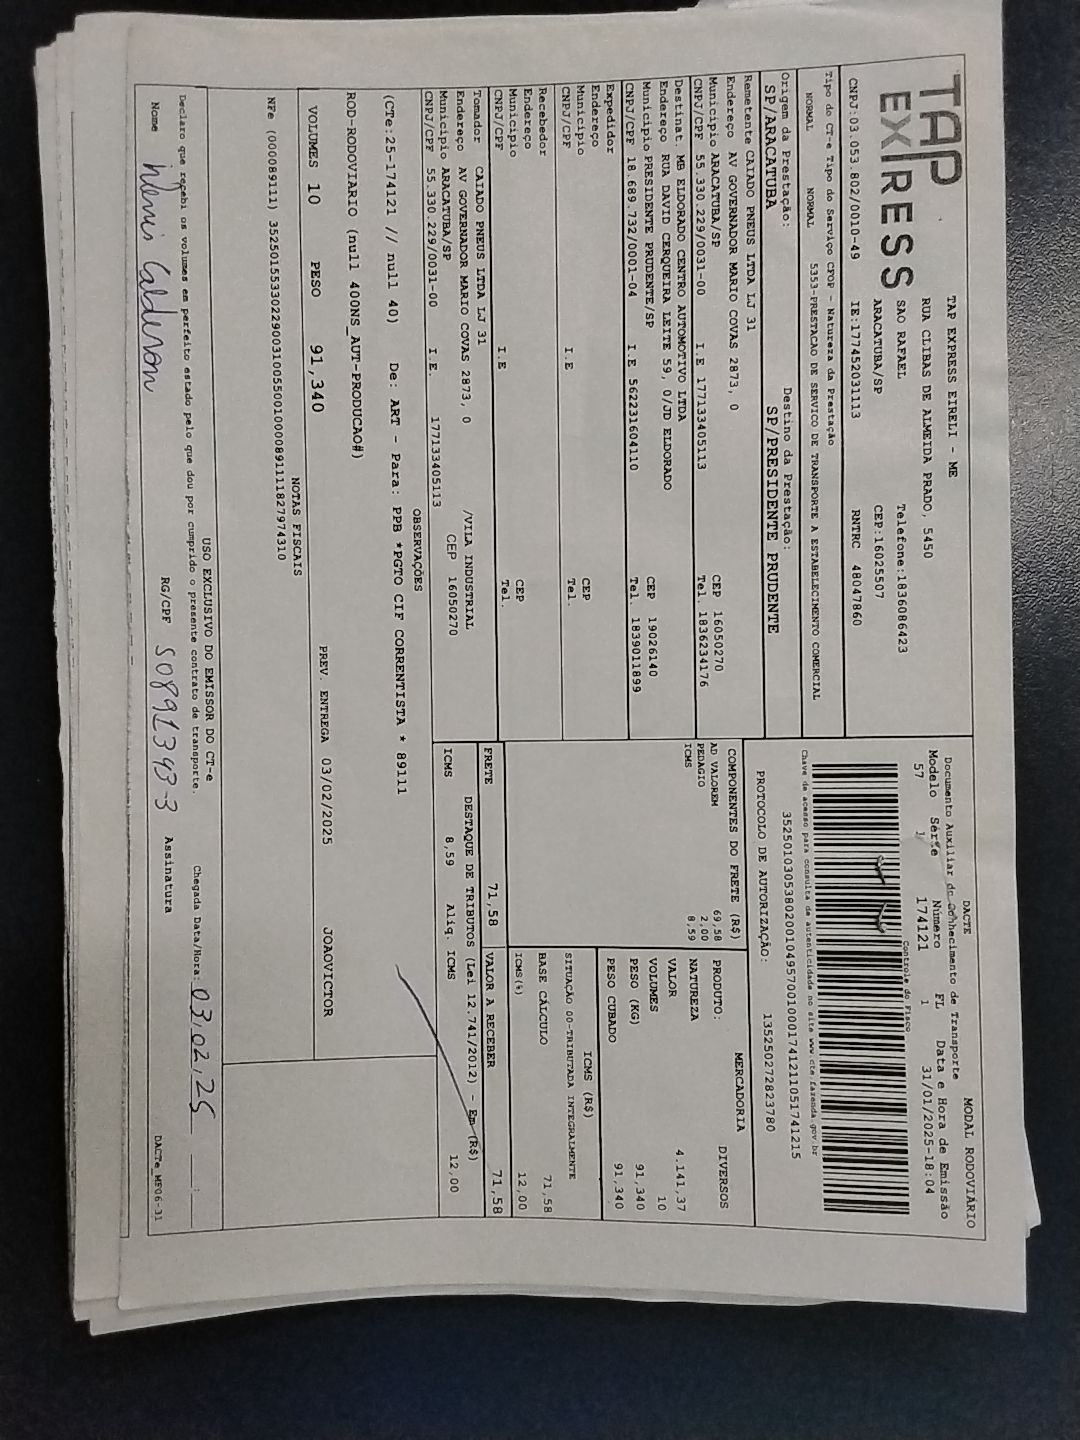 TAP
EXPRESS
TAP EXPRESS EIRELI - ME
RUA CLIBAS DE ALMEIDA PRADO, 5450
SAO RAFAEL Telefone:1836086423
ARACATUBA/SP CEP:16025507
CNPJ:03.053.802/0010-49 IE:177452031113 RNTRC 48047860
DACTE MODAL RODOVIÁRIO
Documento Auxiliar do Conhecimento de Transporte
Modelo Série Número FL Data e Hora de Emissão
57 1 174121 1 31/01/2025-18:04
Controle do Fisco
Chave de acesso para consulta de autenticidade no site www.cte.fazenda.gov.br
35250103053802001049570010001741211051741215
PROTOCOLO DE AUTORIZAÇÃO: 135250272823780
Tipo do CT-e Tipo do Serviço CFOP - Natureza da Prestação
NORMAL NORMAL 5353-PRESTACAO DE SERVICO DE TRANSPORTE A ESTABELECIMENTO COMERCIAL
Origem da Prestação: Destino da Prestação:
SP/ARACATUBA SP/PRESIDENTE PRUDENTE
Remetente CAIADO PNEUS LTDA LJ 31
Endereço AV GOVERNADOR MARIO COVAS 2873, 0
Município ARACATUBA/SP CEP 16050270
CNPJ/CPF 55.330.229/0031-00 I.E 177133405113 Tel. 1836234176
Destinat. MB ELDORADO CENTRO AUTOMOTIVO LTDA
Endereço RUA DAVID CERQUEIRA LEITE 59, 0/JD ELDORADO
Município PRESIDENTE PRUDENTE/SP CEP 19026140
CNPJ/CPF 18.689.732/0001-04 I.E 562231604110 Tel. 1839011899
Expedidor
Endereço
Município CEP
CNPJ/CPF I.E Tel.
Recebedor
Endereço
Município CEP
CNPJ/CPF I.E Tel.
Tomador CAIADO PNEUS LTDA LJ 31
Endereço AV GOVERNADOR MARIO COVAS 2873, 0 /VILA INDUSTRIAL
Município ARACATUBA/SP CEP 16050270
CNPJ/CPF 55.330.229/0031-00 I.E. 177133405113
COMPONENTES DO FRETE (R$)
AD VALOREM 69,58
PEDAGIO 2,00
ICMS 8,59
MERCADORIA
PRODUTO: DIVERSOS
NATUREZA
VALOR 4.141,37
VOLUMES 10
PESO (KG) 91,340
PESO CUBADO 91,340
ICMS (R$)
SITUAÇÃO 00-TRIBUTADA INTEGRALMENTE
BASE CÁLCULO 71,58
ICMS(%) 12,00
FRETE 71,58 VALOR A RECEBER 71,58
DESTAQUE DE TRIBUTOS (Lei 12.741/2012) - Em (R$)
ICMS 8,59 Aliq. ICMS 12,00
OBSERVAÇÕES
(CTe:25-174121 // null 40) De: ART - Para: PPB *PGTO CIF CORRENTISTA * 89111
ROD-RODOVIARIO (null 400NS_AUT-PRODUCAO#)
VOLUMES 10 PESO 91,340 PREV. ENTREGA 03/02/2025 JOAOVICTOR
NOTAS FISCAIS
NFe (000089111) 35250155330229003100550010000891111827974310
USO EXCLUSIVO DO EMISSOR DO CT-e
Declaro que recebi os volumes em perfeito estado pelo que dou por cumprido o presente contrato de transporte. Chegada Data/Hora: 03,02,25 :
Nome Calderon RG/CPF 50891393-3 Assinatura
DACTe_MF06-31